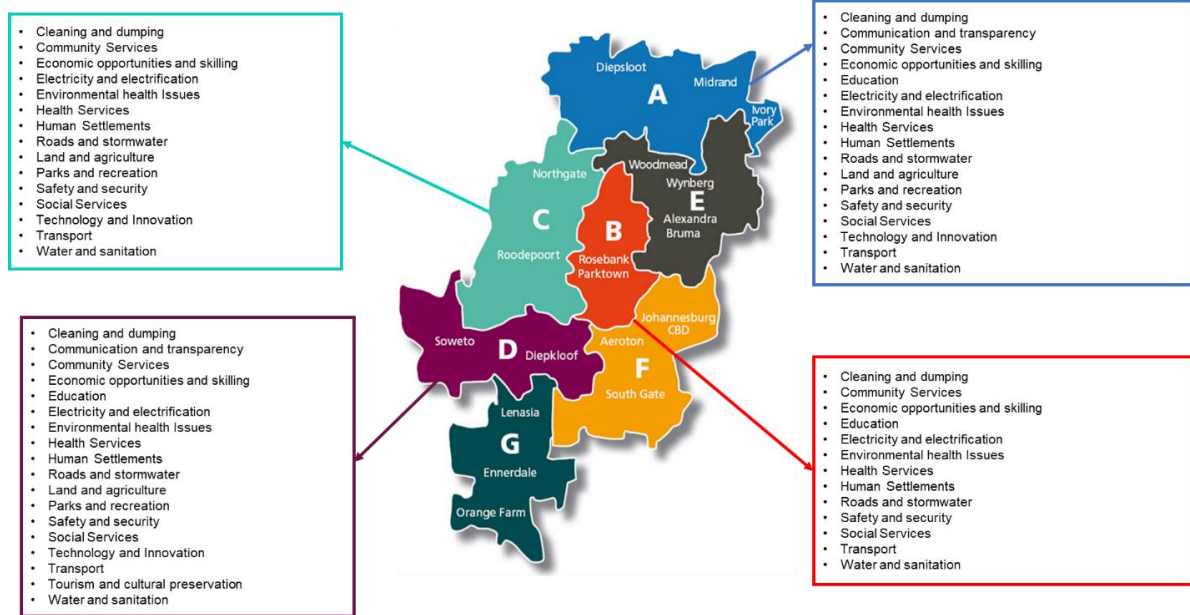 • Cleaning and dumping
• Community Services
• Economic opportunities and skilling
• Electricity and electrification
• Environmental health Issues
• Health Services
• Human Settlements
• Roads and stormwater
• Land and agriculture
• Parks and recreation
• Safety and security
• Social Services
• Technology and Innovation
• Transport
• Water and sanitation
• Cleaning and dumping
• Communication and transparency
• Community Services
• Economic opportunities and skilling
• Education
• Electricity and electrification
• Environmental health Issues
• Health Services
• Human Settlements
• Roads and stormwater
• Land and agriculture
• Parks and recreation
• Safety and security
• Social Services
• Technology and Innovation
• Transport
• Water and sanitation
Diepsloot
Midrand
A
Ivory
Park
Woodmead
Wynberg
E
Alexandra
Bruma
Northgate
C
Roodepoort
B
Rosebank
Parktown
Johannesburg
CBD
Soweto
D
Diepkloof
Aeroton
F
South Gate
Lenasia
G
Ennerdale
Orange Farm
• Cleaning and dumping
• Communication and transparency
• Community Services
• Economic opportunities and skilling
• Education
• Electricity and electrification
• Environmental health Issues
• Health Services
• Human Settlements
• Roads and stormwater
• Land and agriculture
• Parks and recreation
• Safety and security
• Social Services
• Technology and Innovation
• Transport
• Tourism and cultural preservation
• Water and sanitation
• Cleaning and dumping
• Community Services
• Economic opportunities and skilling
• Education
• Electricity and electrification
• Environmental health Issues
• Health Services
• Human Settlements
• Roads and stormwater
• Safety and security
• Social Services
• Transport
• Water and sanitation